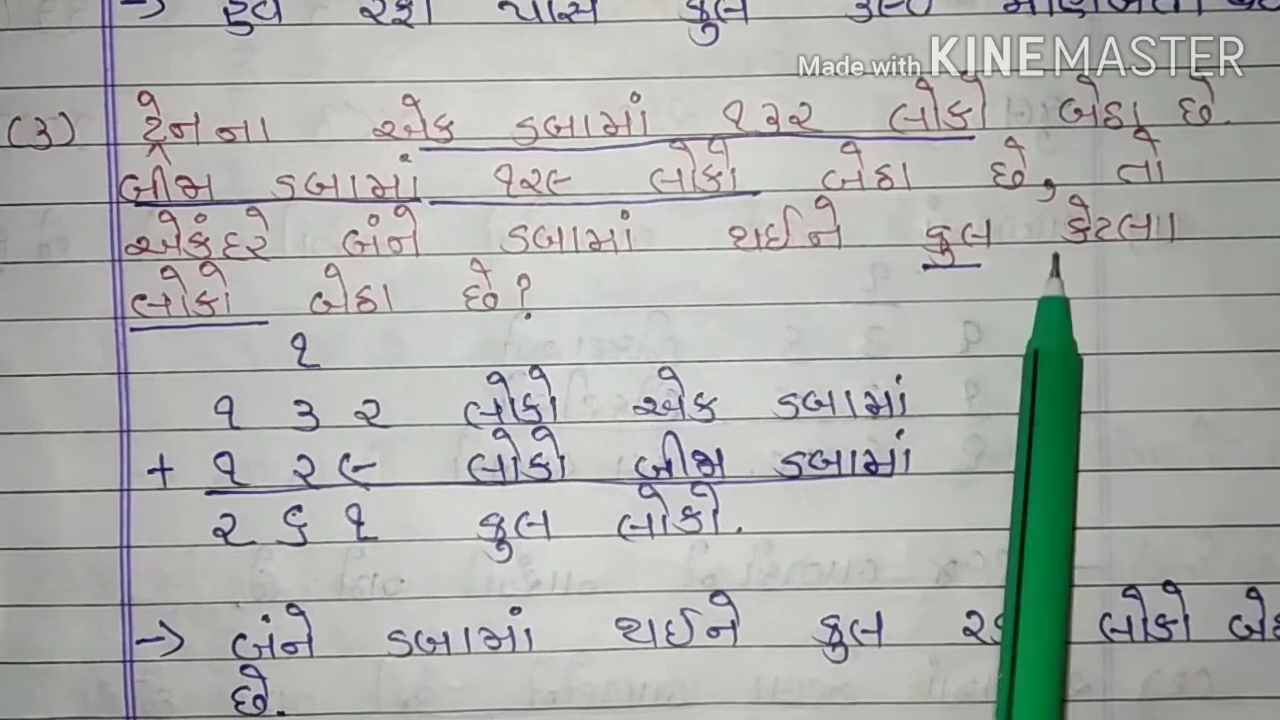 Made with KINEMASTER
(૩) ટ્રેનના એક ડબામાં ૧૩૨ લોકો બેઠા છે.
બીજા ડબામાં ૧૨૯ લોકો બેઠા છે, તો
એકંદરે બંને ડબામાં થઈને કુલ કેટલા
લોકો બેઠા છે?
૧
૧ ૩ ૨ લોકો એક ડબામાં
+ ૧ ૨ ૯ લોકો બીજા ડબામાં
૨ ૬ ૧ કુલ લોકો.
→ બંને ડબામાં થઈને કુલ લોકો
છે.